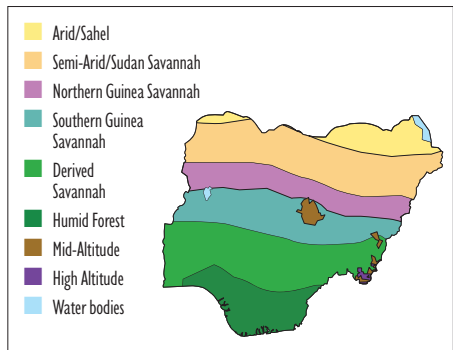 Arid/Sahel
Semi-Arid/Sudan Savannah
Northern Guinea Savannah
Southern Guinea
Savannah
Derived
Savannah
Humid Forest
Mid-Altitude
High Altitude
Water bodies